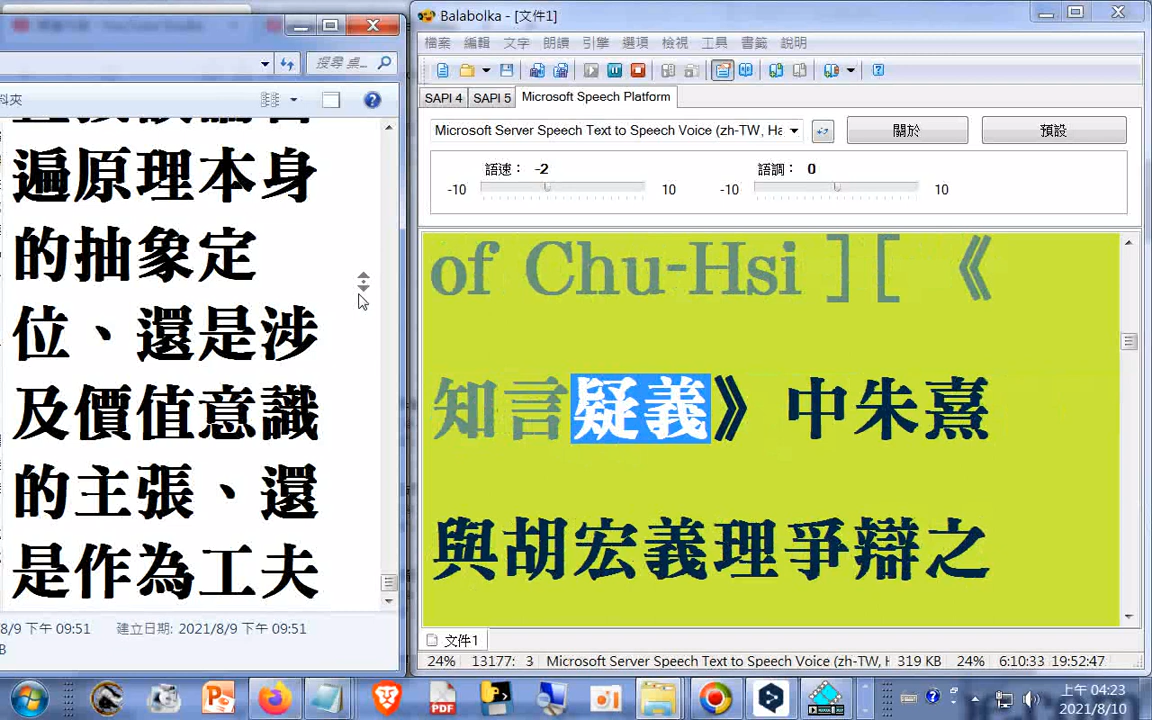 搜尋 桌...
料夾
遍原理本身
的抽象定
位、還是涉
及價值意識
的主張、還
是作為工夫
8/9 下午 09:51 建立日期: 2021/8/9 下午 09:51
B
Balabolka - [文件1]
檔案 編輯 文字 朗讀 引擎 選項 檢視 工具 書籤 說明
SAPI 4 SAPI 5 Microsoft Speech Platform
Microsoft Server Speech Text to Speech Voice (zh-TW, Ha
關於 預設
語速： -2 語調： 0
-10 10 -10 10
of Chu-Hsi ][ 《
知言疑義》中朱熹
與胡宏義理爭辯之
文件1
24% 13177: 3 Microsoft Server Speech Text to Speech Voice (zh-TW, H 319 KB 24% 6:10:33 19:52:47
PDF
上午 04:23
2021/8/10